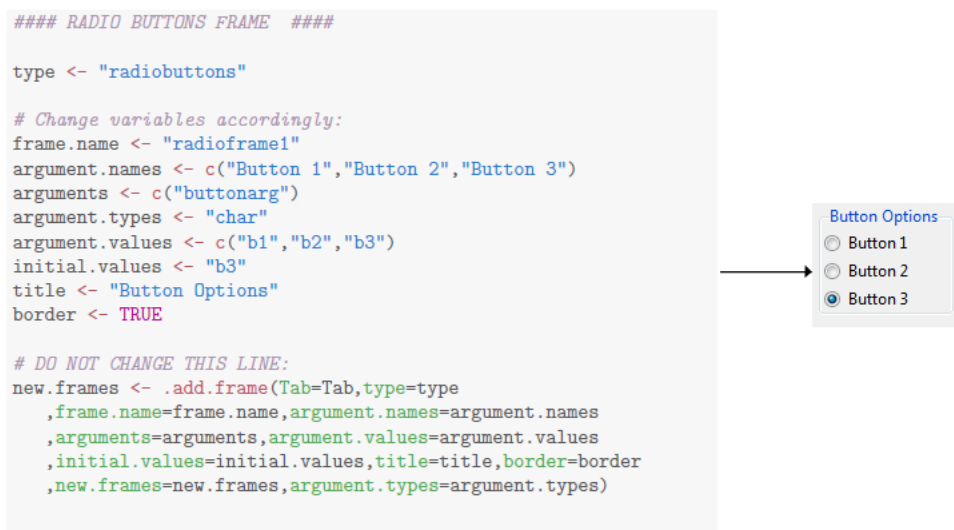 #### RADIO BUTTONS FRAME  ####
type <- "radiobuttons"
# Change variables accordingly:
frame.name <- "radioframe1"
argument.names <- c("Button 1","Button 2","Button 3")
arguments <- c("buttonarg")
argument.types <- "char"
argument.values <- c("b1","b2","b3")
initial.values <- "b3"
title <- "Button Options"
border <- TRUE
# DO NOT CHANGE THIS LINE:
new.frames <- .add.frame(Tab=Tab,type=type
,frame.name=frame.name,argument.names=argument.names
,arguments=arguments,argument.values=argument.values
,initial.values=initial.values,title=title,border=border
,new.frames=new.frames,argument.types=argument.types)
Button Options
Button 1
Button 2
Button 3